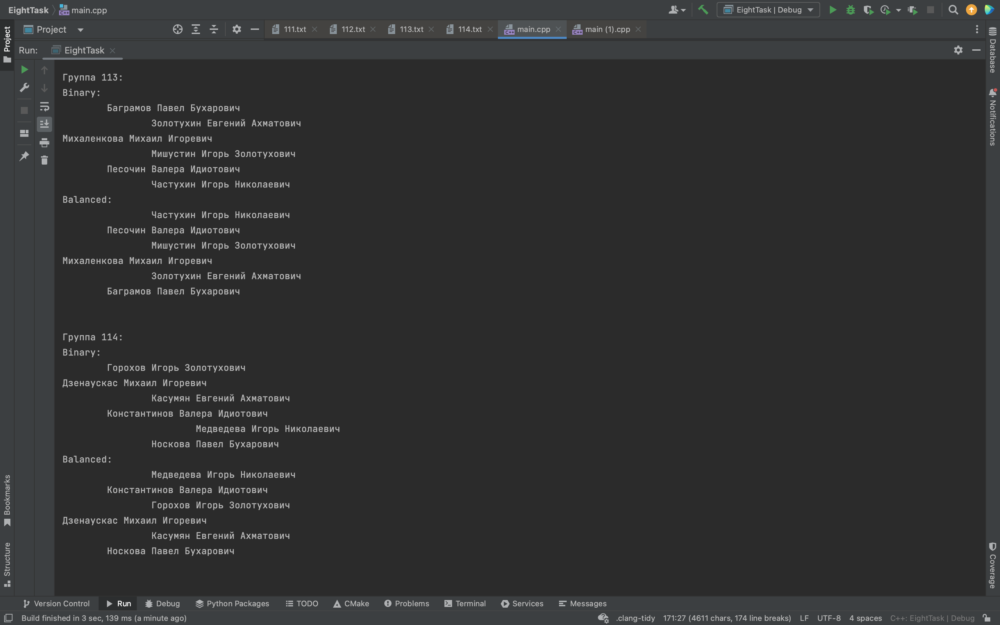 EightTask main.cpp EightTask | Debug
Project 111.txt 112.txt 113.txt 114.txt main.cpp main (1).cpp
Run: EightTask
Группа 113:
Binary:
Баграмов Павел Бухарович
Золотухин Евгений Ахматович
Михаленкова Михаил Игоревич
Мишустин Игорь Золотухович
Песочин Валера Идиотович
Частухин Игорь Николаевич
Balanced:
Частухин Игорь Николаевич
Песочин Валера Идиотович
Мишустин Игорь Золотухович
Михаленкова Михаил Игоревич
Золотухин Евгений Ахматович
Баграмов Павел Бухарович
Группа 114:
Binary:
Горохов Игорь Золотухович
Дзенаускас Михаил Игоревич
Касумян Евгений Ахматович
Константинов Валера Идиотович
Медведева Игорь Николаевич
Носкова Павел Бухарович
Balanced:
Медведева Игорь Николаевич
Константинов Валера Идиотович
Горохов Игорь Золотухович
Дзенаускас Михаил Игоревич
Касумян Евгений Ахматович
Носкова Павел Бухарович
Project
Bookmarks
Structure
Database
Notifications
Coverage
Version Control Run Debug Python Packages TODO CMake Problems Terminal Services Messages
Build finished in 3 sec, 139 ms (a minute ago) .clang-tidy 171:27 (4611 chars, 174 line breaks) LF UTF-8 4 spaces C++: EightTask | Debug